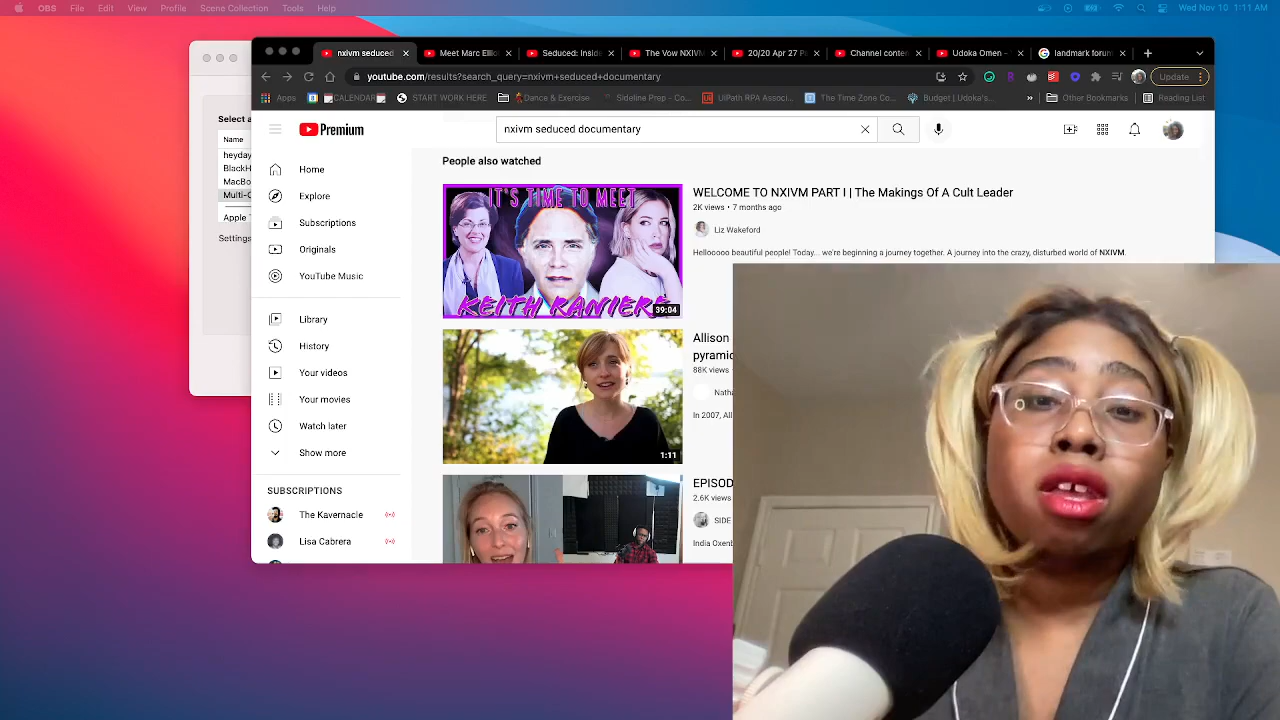 OBS File Edit View Profile Scene Collection Tools Help Wed Nov 10 1:11 AM
nxivm seduced × Meet Marc Elli × Seduced: Insid × The Vow NXIV × 20/20 Apr 27 P × Channel conten × Udoka Omen - × landmark forun ×
youtube.com/results?search_query=nxivm+seduced+documentary Update
Apps CALENDAR START WORK HERE Dance & Exercise Sideline Prep - Co... UiPath RPA Associ... The Time Zone Co... Budget | Udoka's... » Other Bookmarks Reading List
Premium nxivm seduced documentary
Select a
Name
heyday
BlackH
MacBo
Multi-O
Apple T
Settings
Home
Explore
Subscriptions
Originals
YouTube Music
Library
History
Your videos
Your movies
Watch later
Show more
SUBSCRIPTIONS
The Kavernacle
Lisa Cabrera
People also watched
IT'S TIME TO MEET
KEITH RANIERE
39:04
WELCOME TO NXIVM PART I | The Makings Of A Cult Leader
2K views • 7 months ago
Liz Wakeford
Hellooooo beautiful people! Today... we're beginning a journey together. A journey into the crazy, disturbed world of NXIVM.
1:11
Allison
pyramid
88K views
Natha
In 2007, All
EPISOD
2.6K views
SIDE
India Oxenb